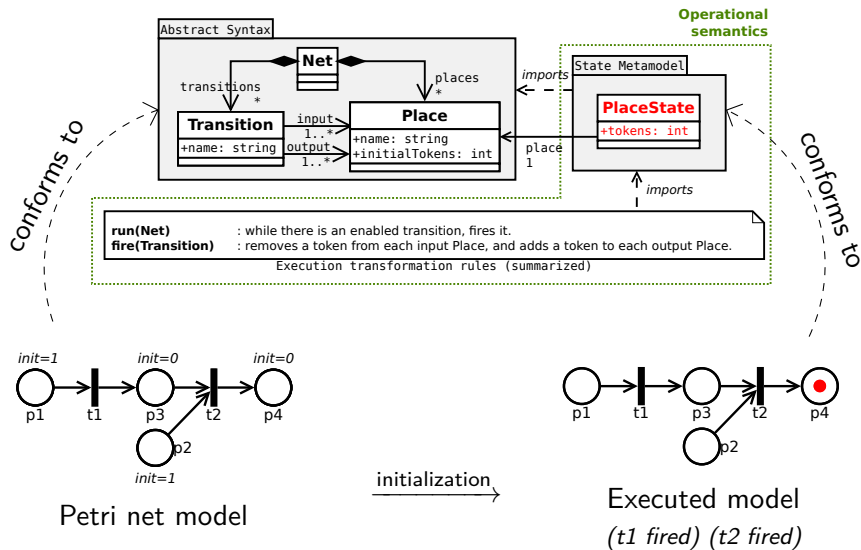 Operational
semantics
Abstract Syntax
Net
transitions
*
places
*
imports
State Metamodel
Transition
+name: string
input
1..*
output
1..*
Place
+name: string
+initialTokens: int
place
1
PlaceState
+tokens: int
imports
conforms to
conforms to
run(Net) : while there is an enabled transition, fires it.
fire(Transition) : removes a token from each input Place, and adds a token to each output Place.
Execution transformation rules (summarized)
init=1
init=0
init=0
p1
t1
p3
t2
p4
p2
init=1
p1
t1
p3
t2
p4
p2
initialization
Petri net model
Executed model
(t1 fired) (t2 fired)